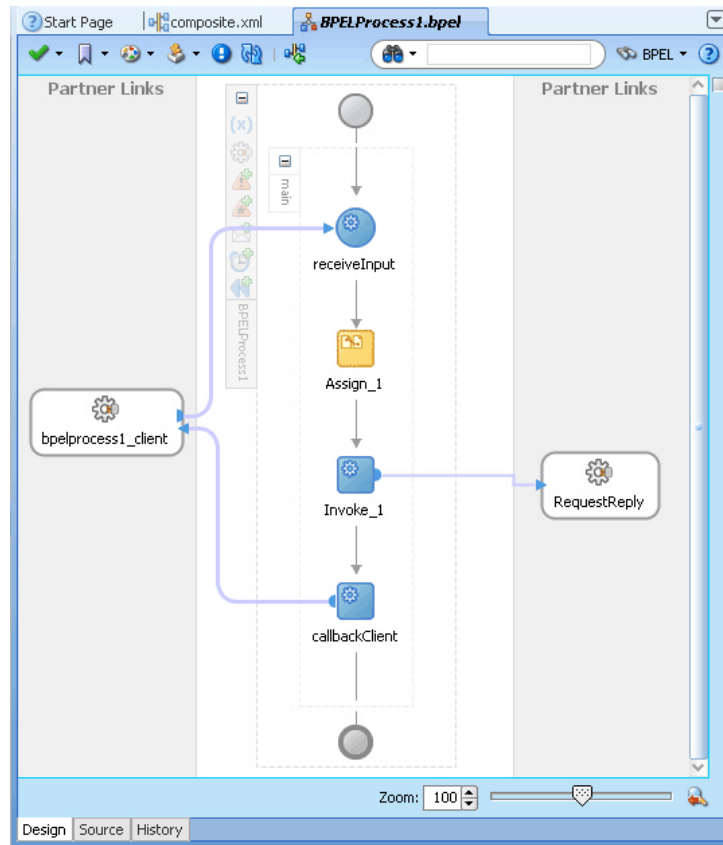 Start Page composite.xml BPELProcess1.bpel
BPEL
Partner Links Partner Links
(x)
main
receiveInput
BPELProcess1
Assign_1
bpelprocess1_client
Invoke_1
RequestReply
callbackClient
Zoom: 100
Design Source History